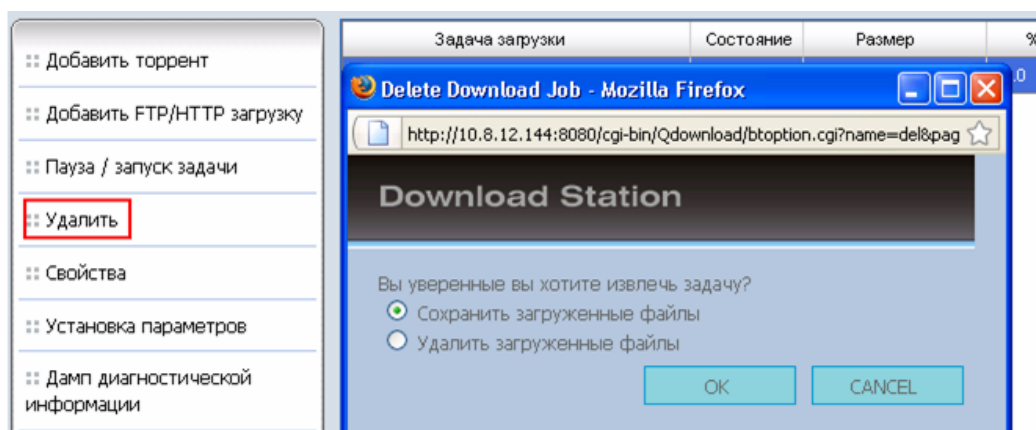 Добавить торрент
Добавить FTP/HTTP загрузку
Пауза / запуск задачи
Удалить
Свойства
Установка параметров
Дамп диагностической
информации
Задача загрузки Состояние Размер %
.0
Delete Download Job - Mozilla Firefox
http://10.8.12.144:8080/cgi-bin/Qdownload/btoption.cgi?name=del&pag
Download Station
Вы уверенные вы хотите извлечь задачу?
Сохранить загруженные файлы
Удалить загруженные файлы
OK CANCEL